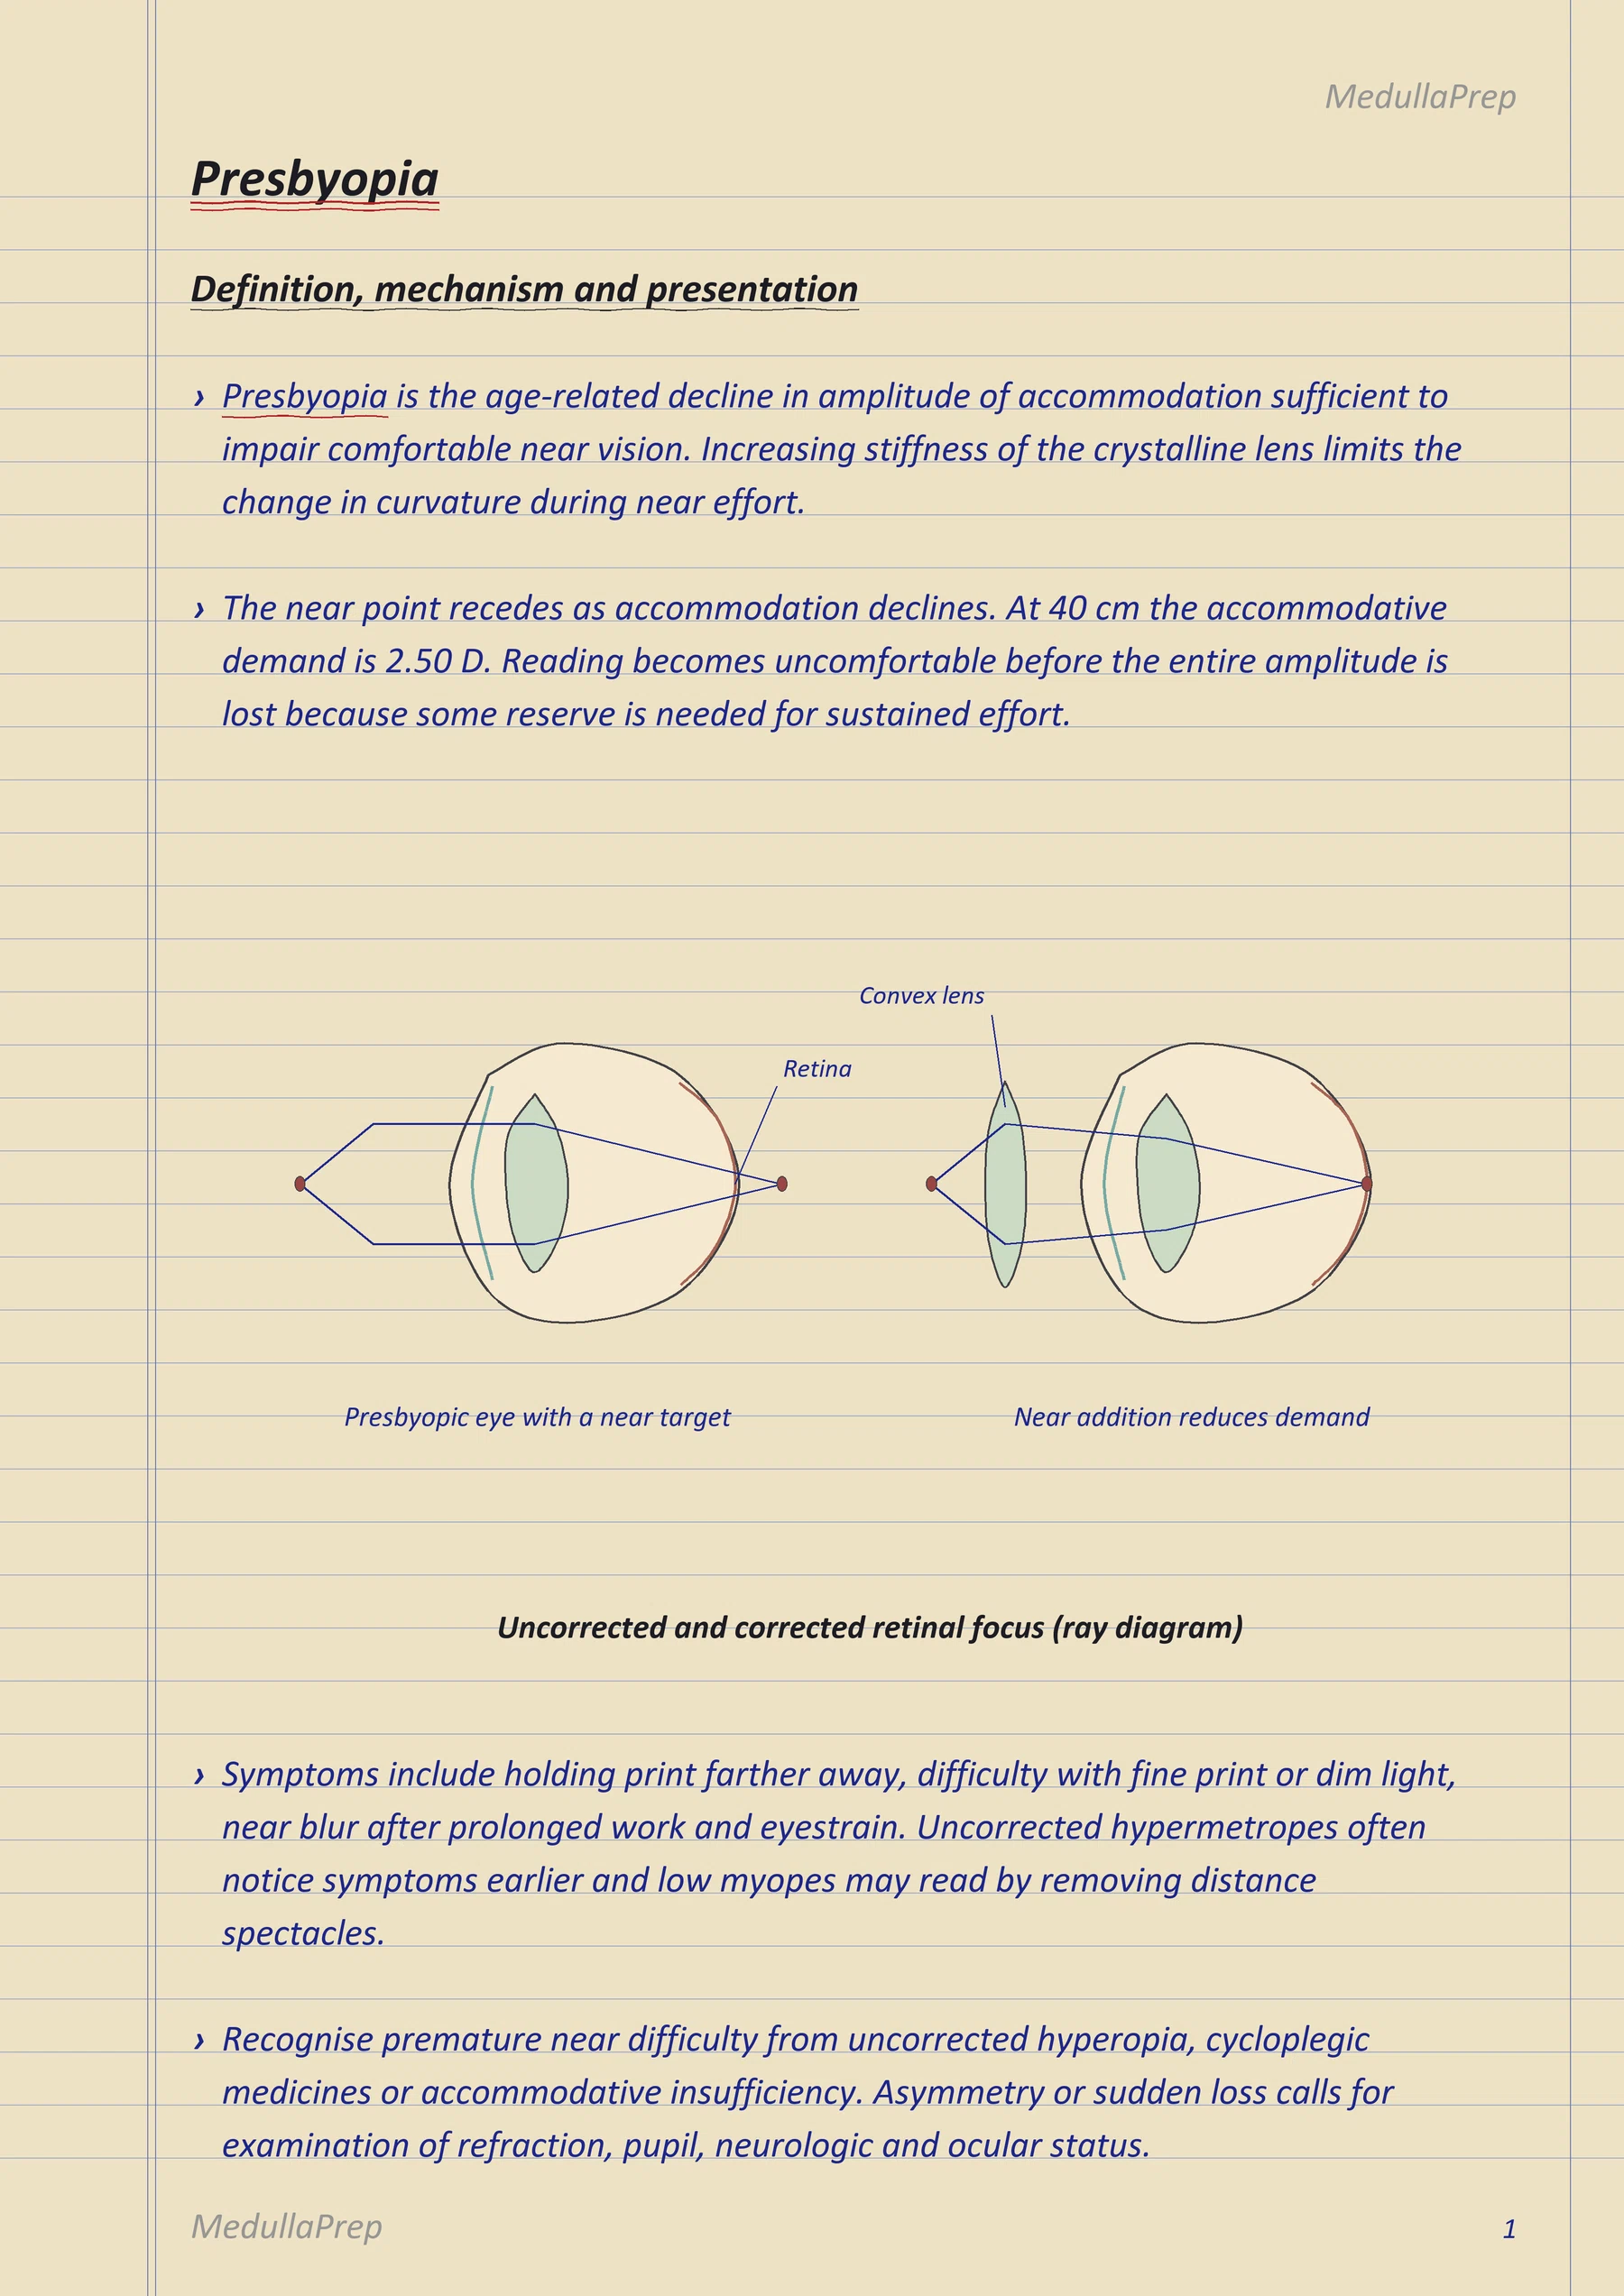 MedullaPrep
Presbyopia
Definition, mechanism and presentation
› Presbyopia is the age-related decline in amplitude of accommodation sufficient to
impair comfortable near vision. Increasing stiffness of the crystalline lens limits the
change in curvature during near effort.
› The near point recedes as accommodation declines. At 40 cm the accommodative
demand is 2.50 D. Reading becomes uncomfortable before the entire amplitude is
lost because some reserve is needed for sustained effort.
Convex lens
Retina
Presbyopic eye with a near target
Near addition reduces demand
Uncorrected and corrected retinal focus (ray diagram)
› Symptoms include holding print farther away, difficulty with fine print or dim light,
near blur after prolonged work and eyestrain. Uncorrected hypermetropes often
notice symptoms earlier and low myopes may read by removing distance
spectacles.
› Recognise premature near difficulty from uncorrected hyperopia, cycloplegic
medicines or accommodative insufficiency. Asymmetry or sudden loss calls for
examination of refraction, pupil, neurologic and ocular status.
MedullaPrep
1